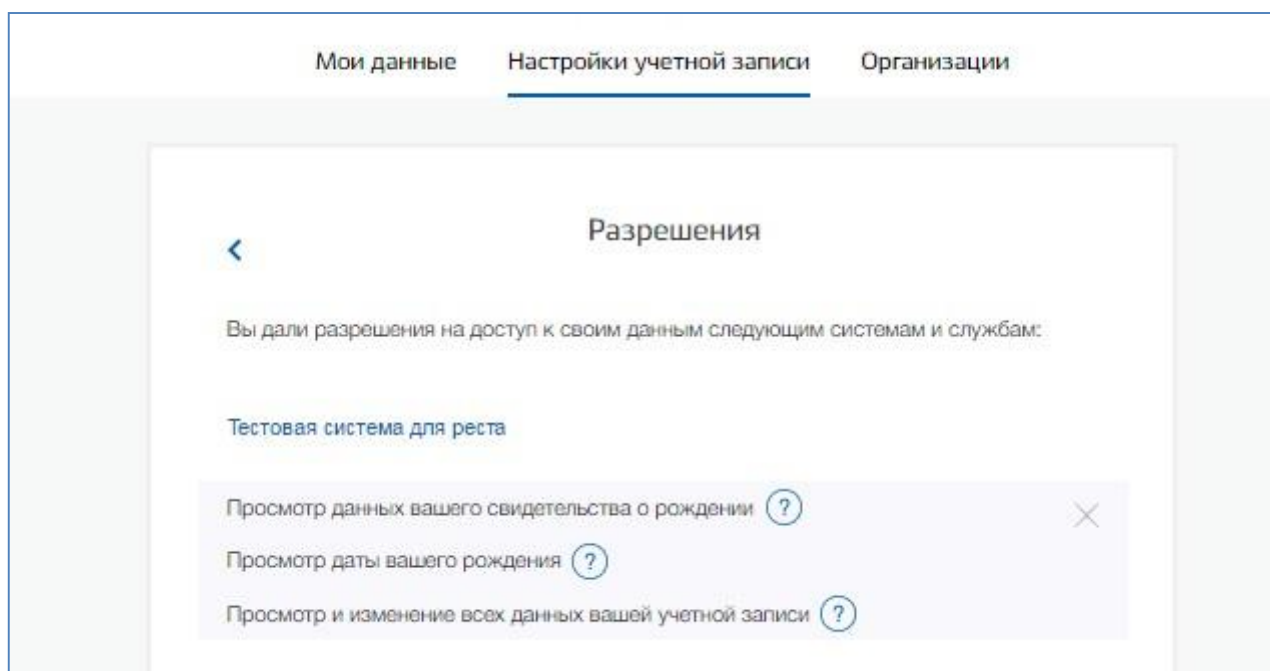 Мои данные Настройки учетной записи Организации
Разрешения
Вы дали разрешения на доступ к своим данным следующим системам и службам:
Тестовая система для реста
Просмотр данных вашего свидетельства о рождении ?
Просмотр даты вашего рождения ?
Просмотр и изменение всех данных вашей учетной записи ?